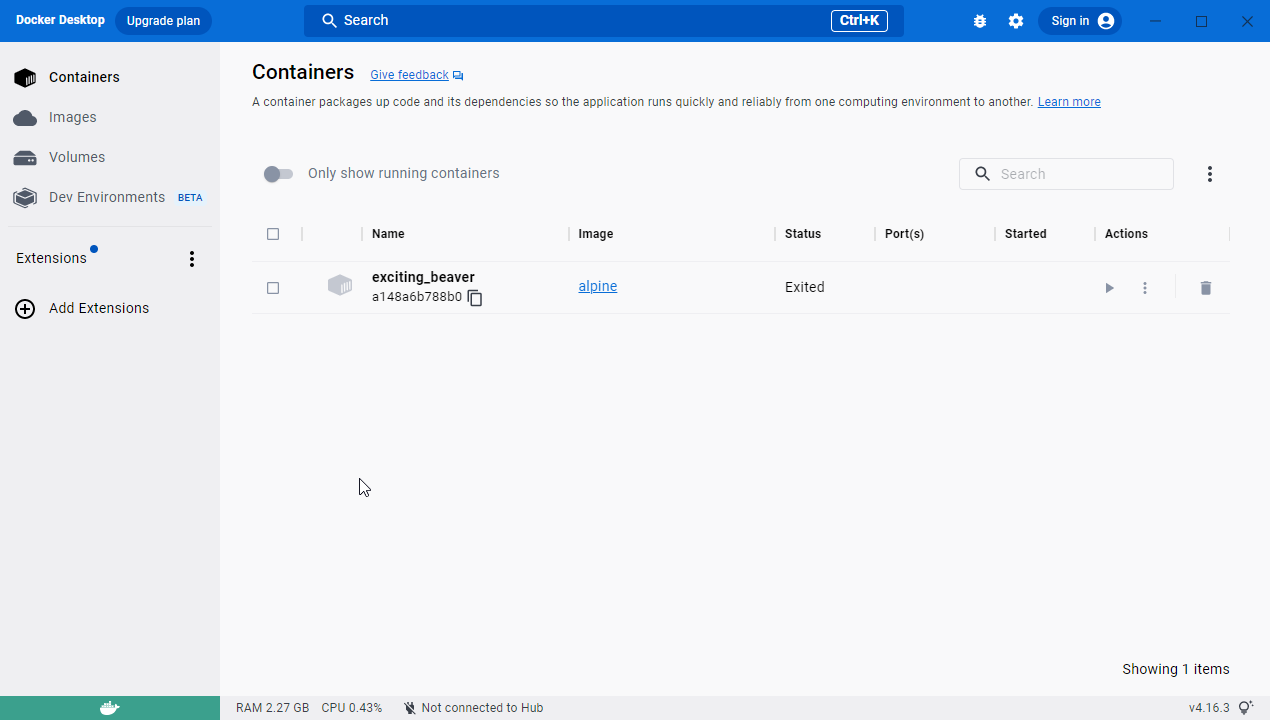 Docker Desktop Upgrade plan Search Ctrl+K Sign in
Containers
Images
Volumes
Dev Environments BETA
Extensions
Add Extensions
Containers Give feedback
A container packages up code and its dependencies so the application runs quickly and reliably from one computing environment to another. Learn more
Only show running containers Search
Name Image Status Port(s) Started Actions
exciting_beaver
a148a6b788b0 alpine Exited
Showing 1 items
RAM 2.27 GB CPU 0.43% Not connected to Hub v4.16.3